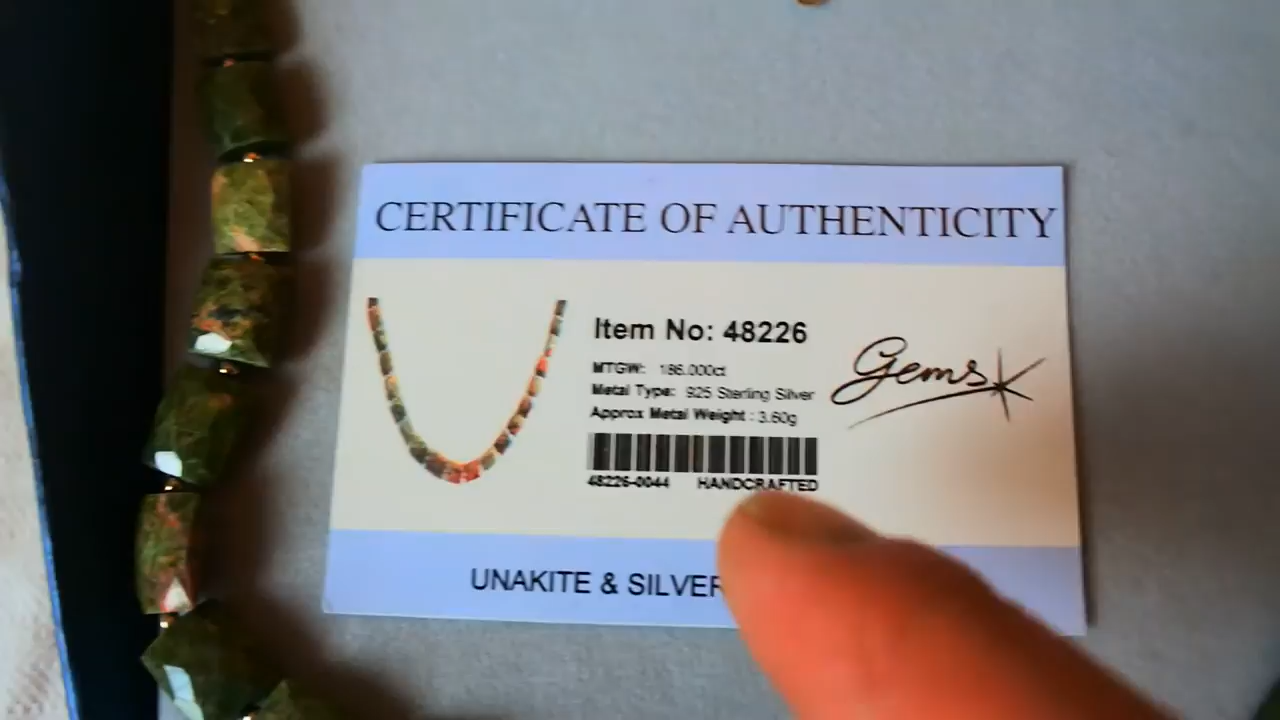 CERTIFICATE OF AUTHENTICITY
Item No: 48226
MTGW: 186.000ct
Metal Type: 925 Sterling Silver
Approx Metal Weight : 3.60g
Gems
48226-0044 HANDCRAFTED
UNAKITE & SILVER